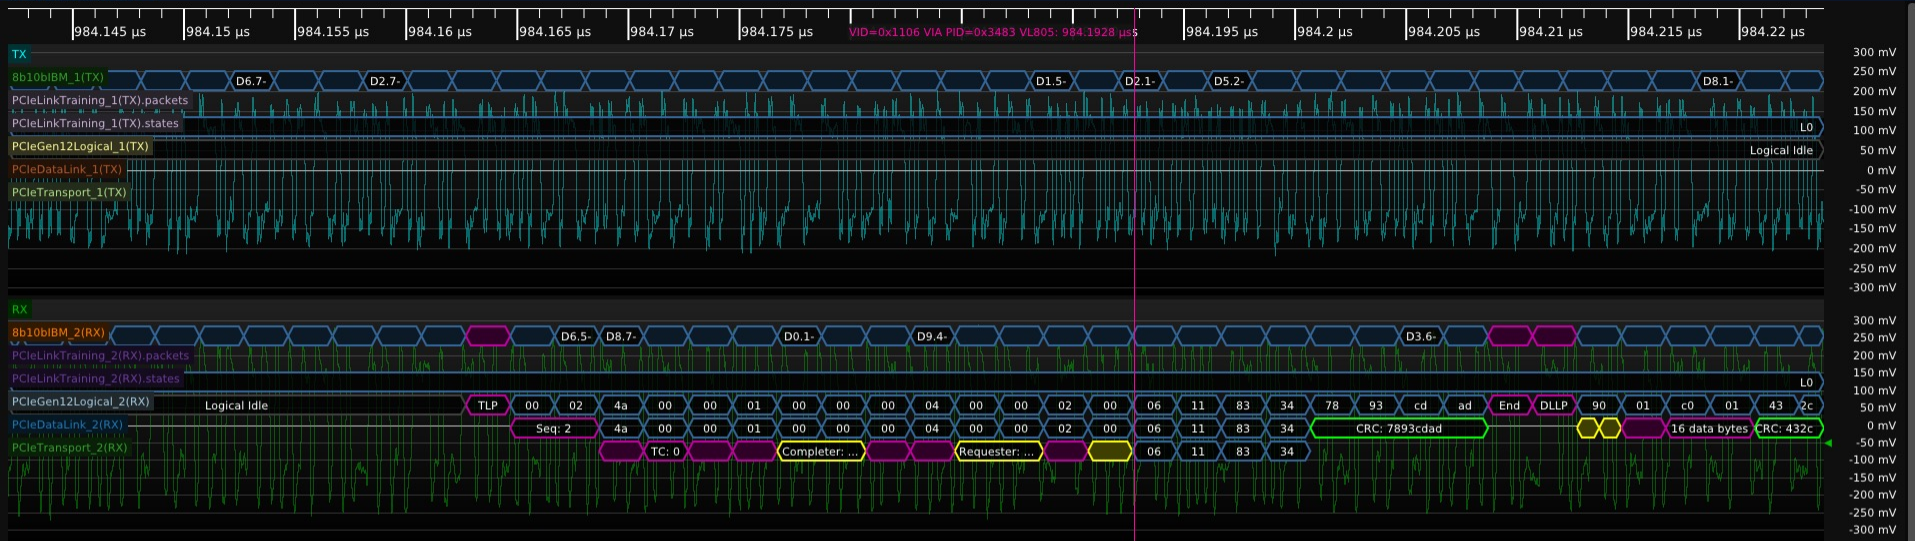 984.145 µs 984.15 µs 984.155 µs 984.16 µs 984.165 µs 984.17 µs 984.175 µs VID=0x1106 VIA PID=0x3483 VL805: 984.1928 µs 984.195 µs 984.2 µs 984.205 µs 984.21 µs 984.215 µs 984.22 µs
TX 300 mV
8b10bIBM_1(TX) D6.7- D2.7- D1.5- D2.1- D5.2- D8.1- 250 mV
200 mV
PCIeLinkTraining_1(TX).packets
150 mV
PCIeLinkTraining_1(TX).states L0 100 mV
PCIeGen12Logical_1(TX) Logical Idle 50 mV
PCIeDataLink_1(TX) 0 mV
PCIeTransport_1(TX) -50 mV
-100 mV
-150 mV
-200 mV
-250 mV
-300 mV
RX
300 mV
8b10bIBM_2(RX) D6.5- D8.7- D0.1- D9.4- D3.6- 250 mV
PCIeLinkTraining_2(RX).packets 200 mV
150 mV
PCIeLinkTraining_2(RX).states L0
100 mV
PCIeGen12Logical_2(RX) Logical Idle TLP 00 02 4a 00 00 01 00 00 00 04 00 00 02 00 06 11 83 34 78 93 cd ad End DLLP 90 01 c0 01 43 2c 50 mV
PCIeDataLink_2(RX) Seq: 2 4a 00 00 01 00 00 00 04 00 00 02 00 06 11 83 34 CRC: 7893cdad 16 data bytes CRC: 432c 0 mV
-50 mV
PCIeTransport_2(RX) TC: 0 Completer: ... Requester: ... 06 11 83 34
-100 mV
-150 mV
-200 mV
-250 mV
-300 mV